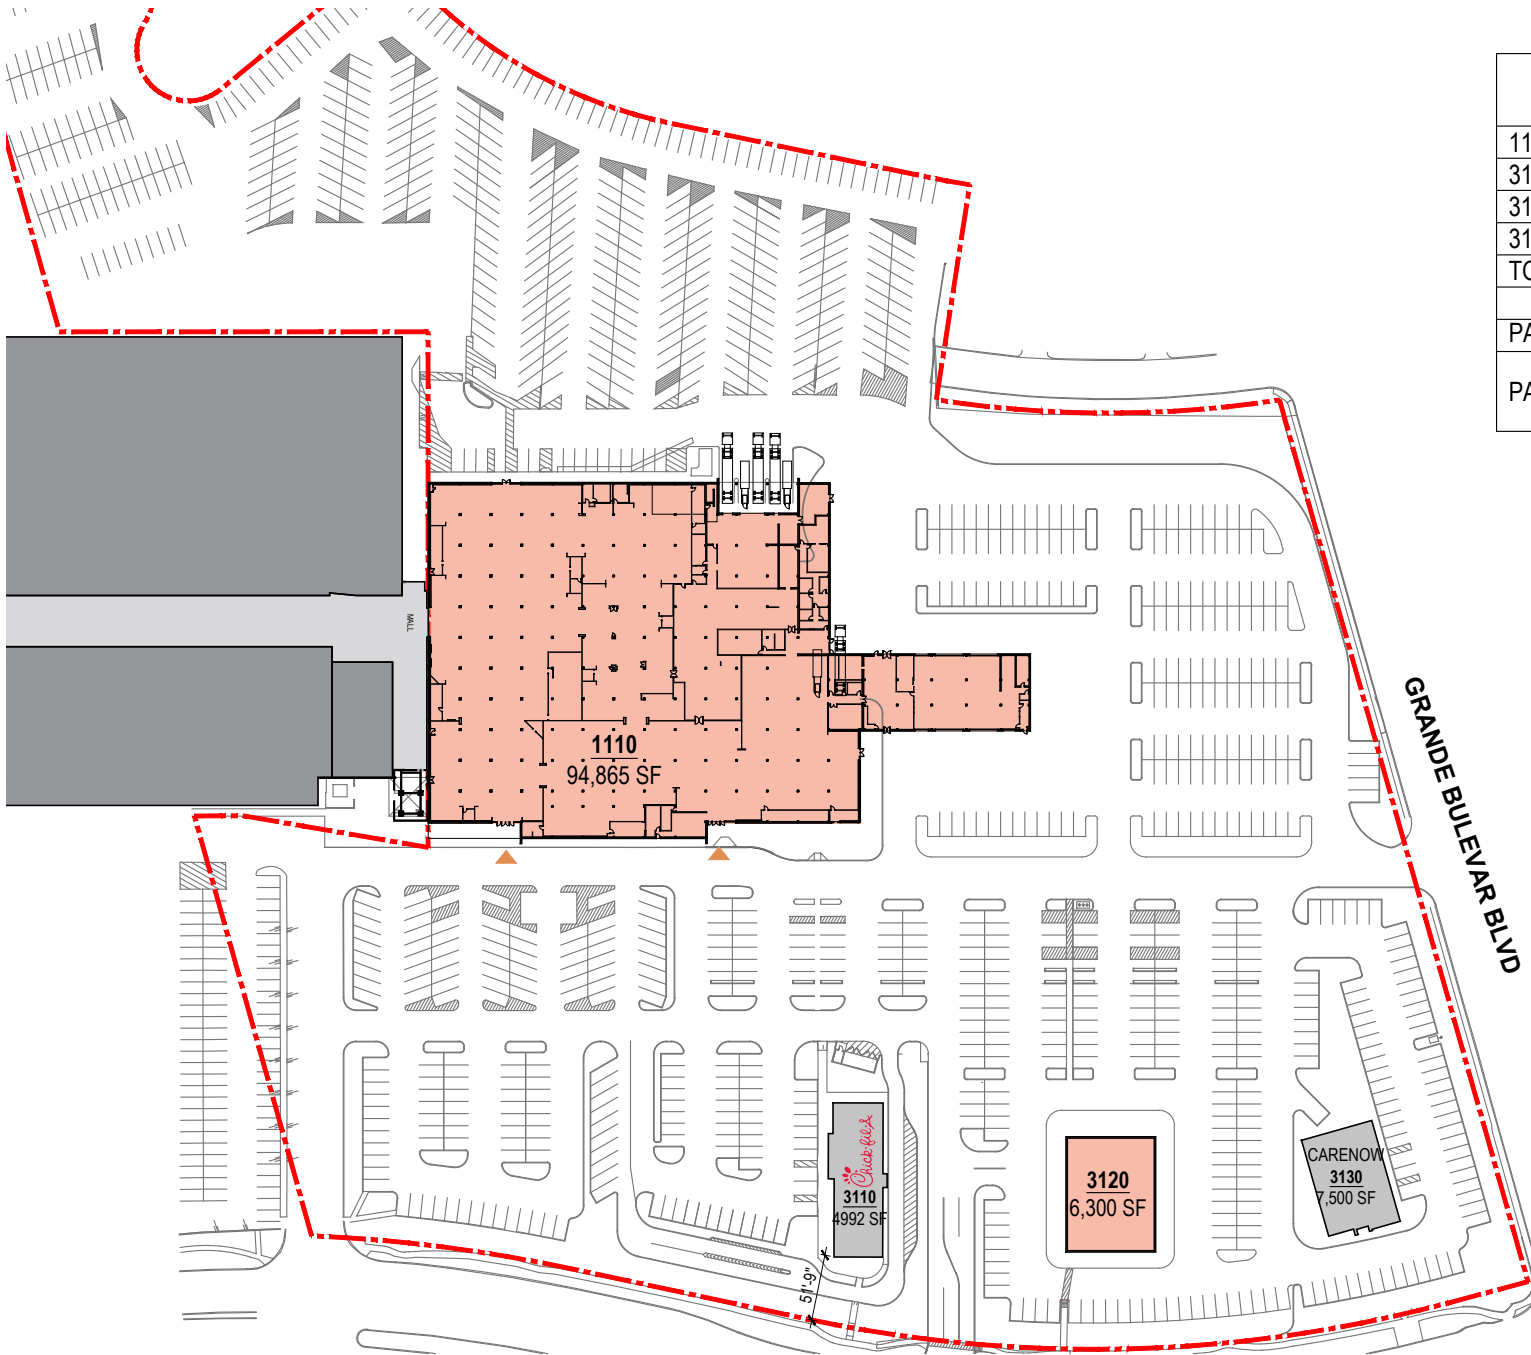 11
31
31
31
TO
PA
PA
MALL
1110
94,865 SF
GRANDE BULEVAR BLVD
Chick-fil-A
3110
4992 SF
51'-9"
3120
6,300 SF
CARENOW
3130
7,500 SF